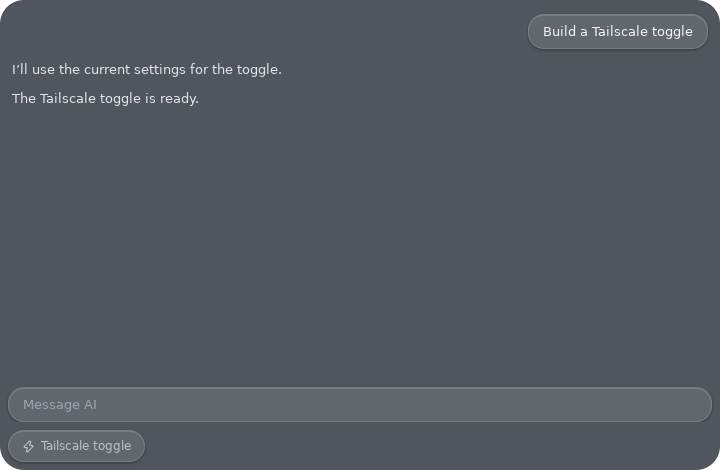 Build a Tailscale toggle
I’ll use the current settings for the toggle.
The Tailscale toggle is ready.
Message AI
Tailscale toggle